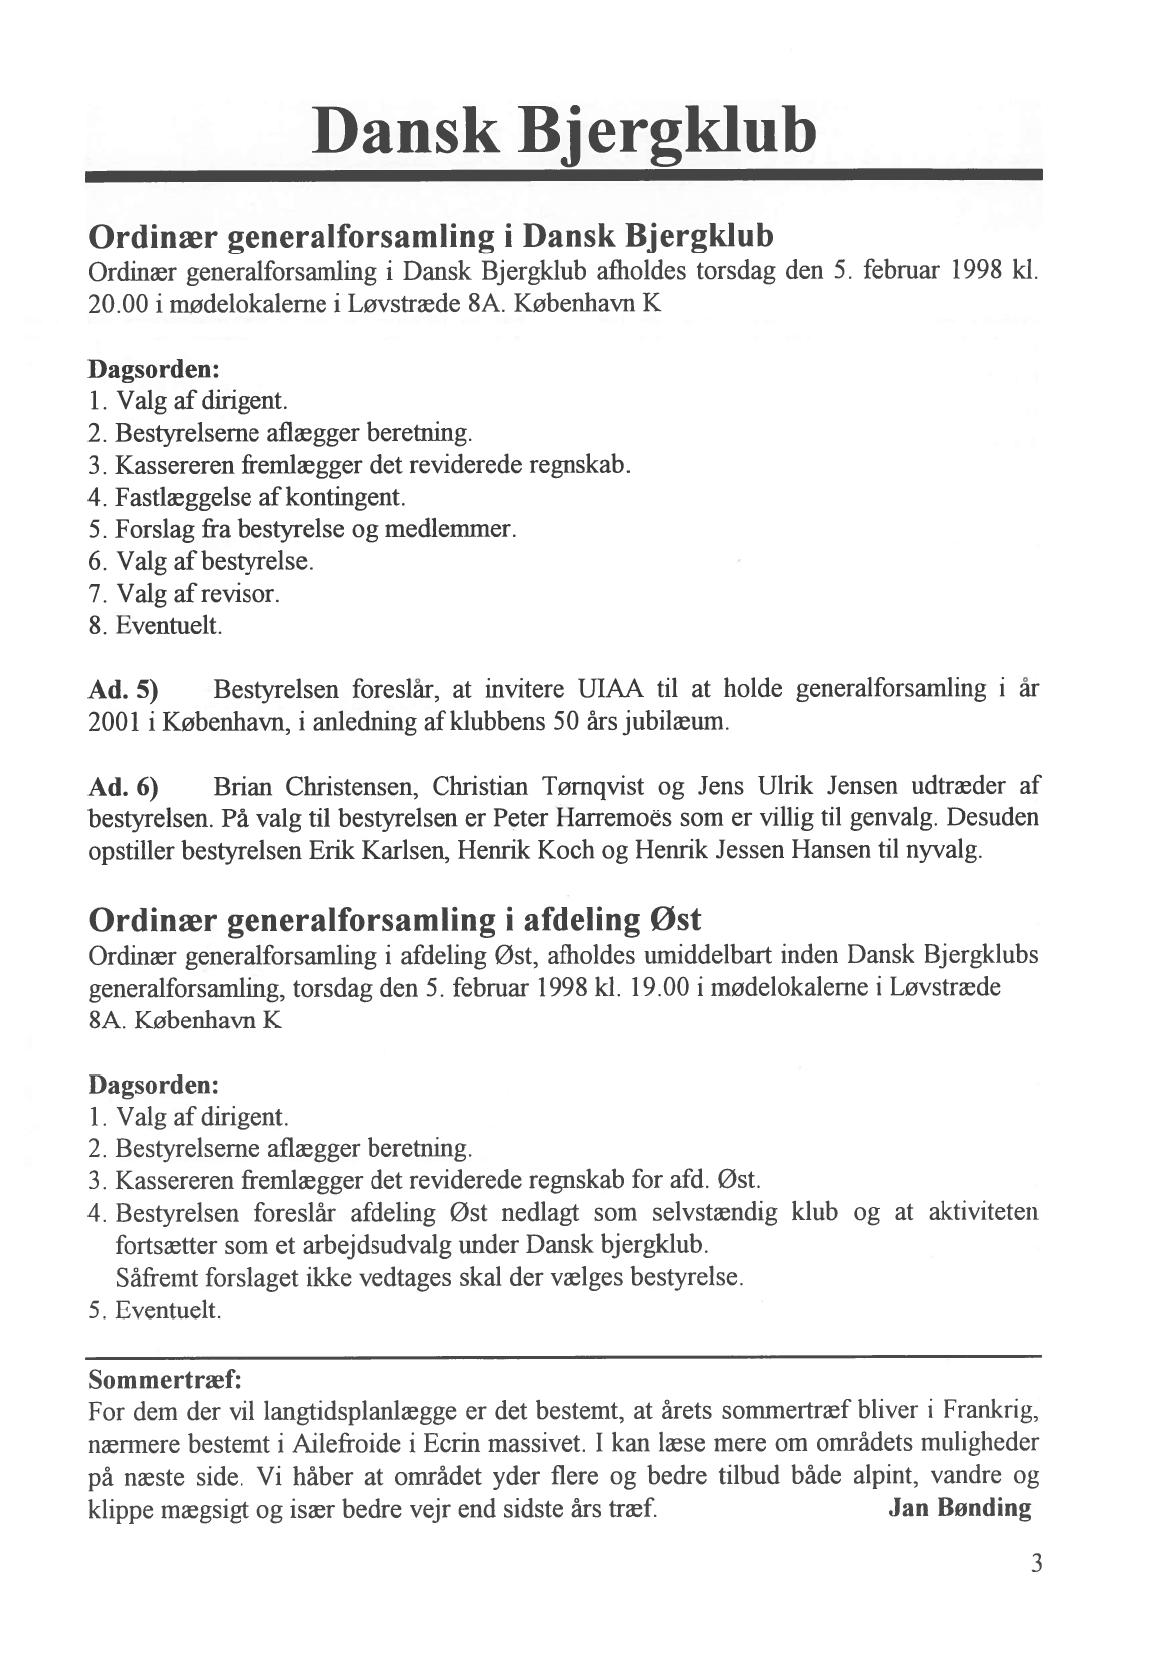 Dansk Bjergklub
Ordinær generalforsamling i Dansk Bjergklub
Ordinær generalforsamling i Dansk Bjergklub afholdes torsdag den 5. februar 1998 kl.
20.00 i mødelokalerne i Løvstræde 8A. København K
Dagsorden:
1. Valg af dirigent.
2. Bestyrelserne aflægger beretning.
3. Kassereren fremlægger det reviderede regnskab.
4. Fastlæggelse af kontingent.
5. Forslag fra bestyrelse og medlemmer.
6. Valg af bestyrelse.
7. Valg af revisor.
8. Eventuelt.
Ad. 5) Bestyrelsen foreslår, at invitere UIAA til at holde generalforsamling i år
2001 i København, i anledning af klubbens 50 års jubilæum.
Ad. 6) Brian Christensen, Christian Tørnqvist og Jens Ulrik Jensen udtræder af
bestyrelsen. På valg til bestyrelsen er Peter Harremoës som er villig til genvalg. Desuden
opstiller bestyrelsen Erik Karlsen, Henrik Koch og Henrik Jessen Hansen til nyvalg.
Ordinær generalforsamling i afdeling Øst
Ordinær generalforsamling i afdeling Øst, afholdes umiddelbart inden Dansk Bjergklubs
generalforsamling, torsdag den 5. februar 1998 kl. 19.00 i mødelokalerne i Løvstræde
8A. København K
Dagsorden:
1. Valg af dirigent.
2. Bestyrelserne aflægger beretning.
3. Kassereren fremlægger det reviderede regnskab for afd. Øst.
4. Bestyrelsen foreslår afdeling Øst nedlagt som selvstændig klub og at aktiviteten
fortsætter som et arbejdsudvalg under Dansk bjergklub.
Såfremt forslaget ikke vedtages skal der vælges bestyrelse.
5. Eventuelt.
Sommertræf:
For dem der vil langtidsplanlægge er det bestemt, at årets sommertræf bliver i Frankrig,
nærmere bestemt i Ailefroide i Ecrin massivet. I kan læse mere om områdets muligheder
på næste side. Vi håber at området yder flere og bedre tilbud både alpint, vandre og
klippe mægsigt og især bedre vejr end sidste års træf. Jan Bønding
3